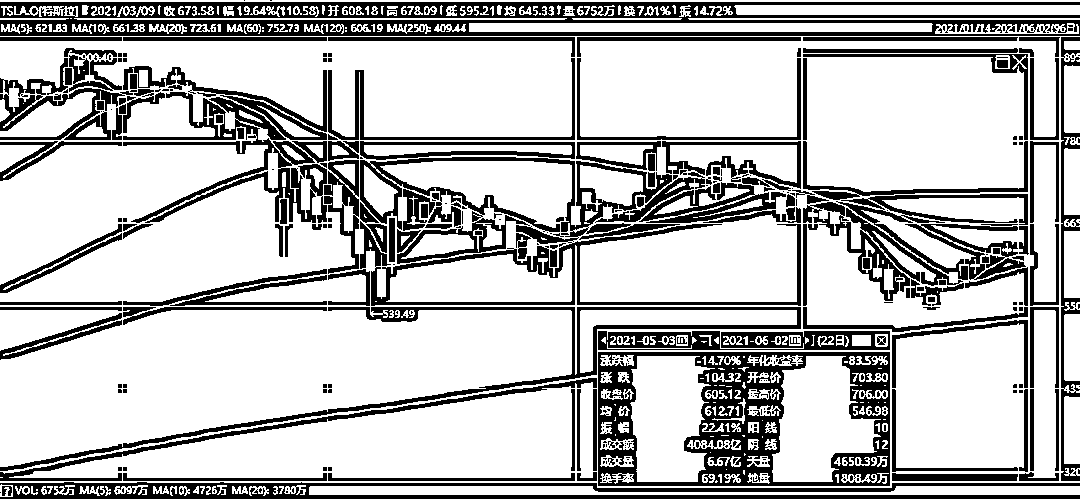 TSLA.O[特斯拉] 2021/03/09 收 673.58 幅 19.64%(110.58) 开 608.18 高 678.09 低 595.21 均 645.33 量 6752万 换 7.01% 振 14.72%
MA(5): 621.83 MA(10): 661.38 MA(20): 723.61 MA(60): 752.73 MA(120): 606.19 MA(250): 409.44 2021/01/14-2021/06/02(96日)
900.40
895
780
665
539.49
550
2021-05-03 2021-06-02 (22日)
涨跌幅 -14.70% 年化收益率 -83.59%
涨 跌 -104.32 开盘价 703.80
收盘价 605.12 最高价 706.00
均 价 612.71 最低价 546.98
435
振 幅 22.41% 阳 线 10
成交额 4084.08亿 阴 线 12
成交量 6.67亿 天量 4650.39万
320
换手率 69.19% 地量 1808.49万
VOL: 6752万 MA(5): 6097万 MA(10): 4726万 MA(20): 3780万